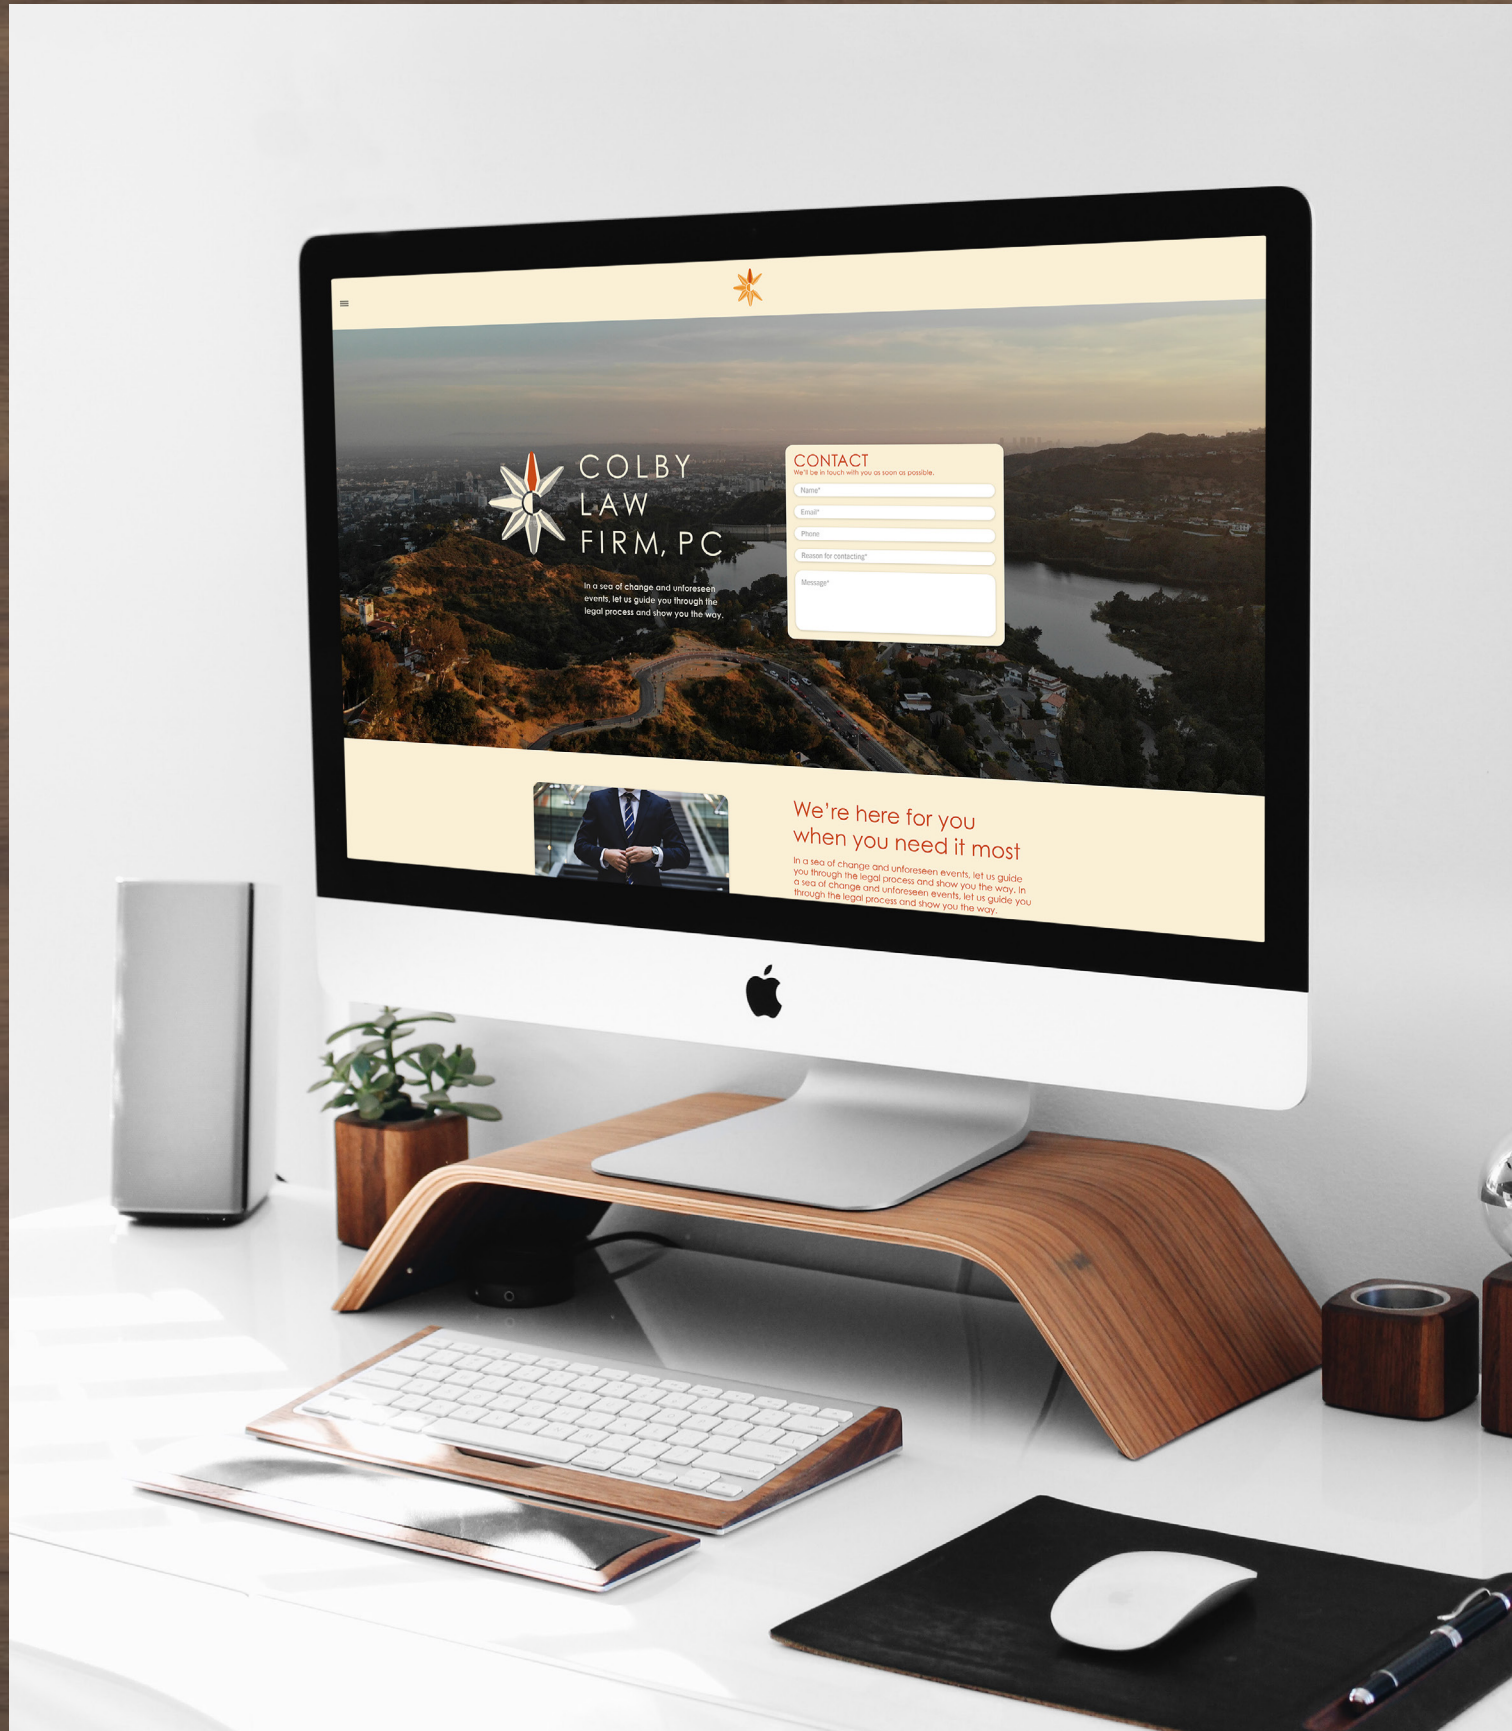 COLBY
LAW
FIRM, PC
In a sea of change and unforeseen
events, let us guide you through the
legal process and show you the way.
CONTACT
We'll be in touch with you as soon as possible.
Name*
Email*
Phone
Reason for contacting*
Message*
We're here for you
when you need it most
In a sea of change and unforeseen events, let us guide
you through the legal process and show you the way. In
a sea of change and unforeseen events, let us guide you
through the legal process and show you the way.